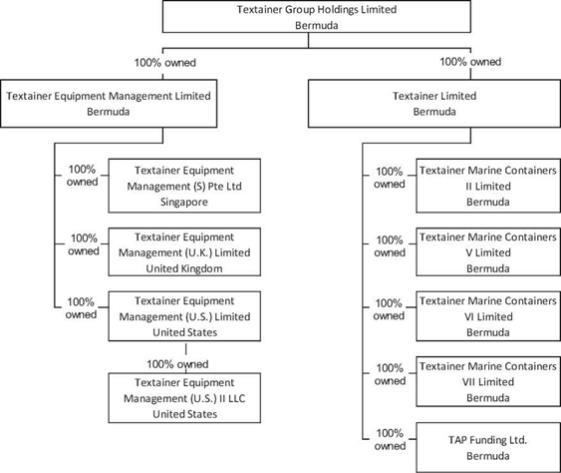 Textainer Group Holdings Limited
Bermuda
100% owned
100% owned
Textainer Equipment Management Limited
Bermuda
Textainer Limited
Bermuda
100%
owned
Textainer Equipment
Management (S) Pte Ltd
Singapore
100%
owned
Textainer Equipment
Management (U.K.) Limited
United Kingdom
100%
owned
Textainer Equipment
Management (U.S.) Limited
United States
100% owned
Textainer Equipment
Management (U.S.) II LLC
United States
100%
owned
Textainer Marine Containers
II Limited
Bermuda
100%
owned
Textainer Marine Containers
V Limited
Bermuda
100%
owned
Textainer Marine Containers
VI Limited
Bermuda
100%
owned
Textainer Marine Containers
VII Limited
Bermuda
100%
owned
TAP Funding Ltd.
Bermuda